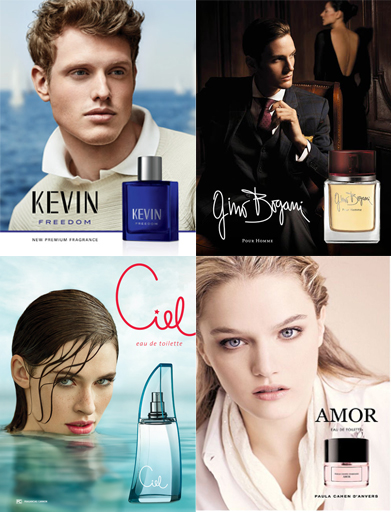 KEVIN
FREEDOM
NEW PREMIUM FRAGRANCE
KEVIN
FREEDOM
Gino Bogani
POUR HOMME
Gino Bogani
Ciel
eau de toilette
Ciel
AMOR
EAU DE TOILETTE
PAULA CAHEN D'ANVERS